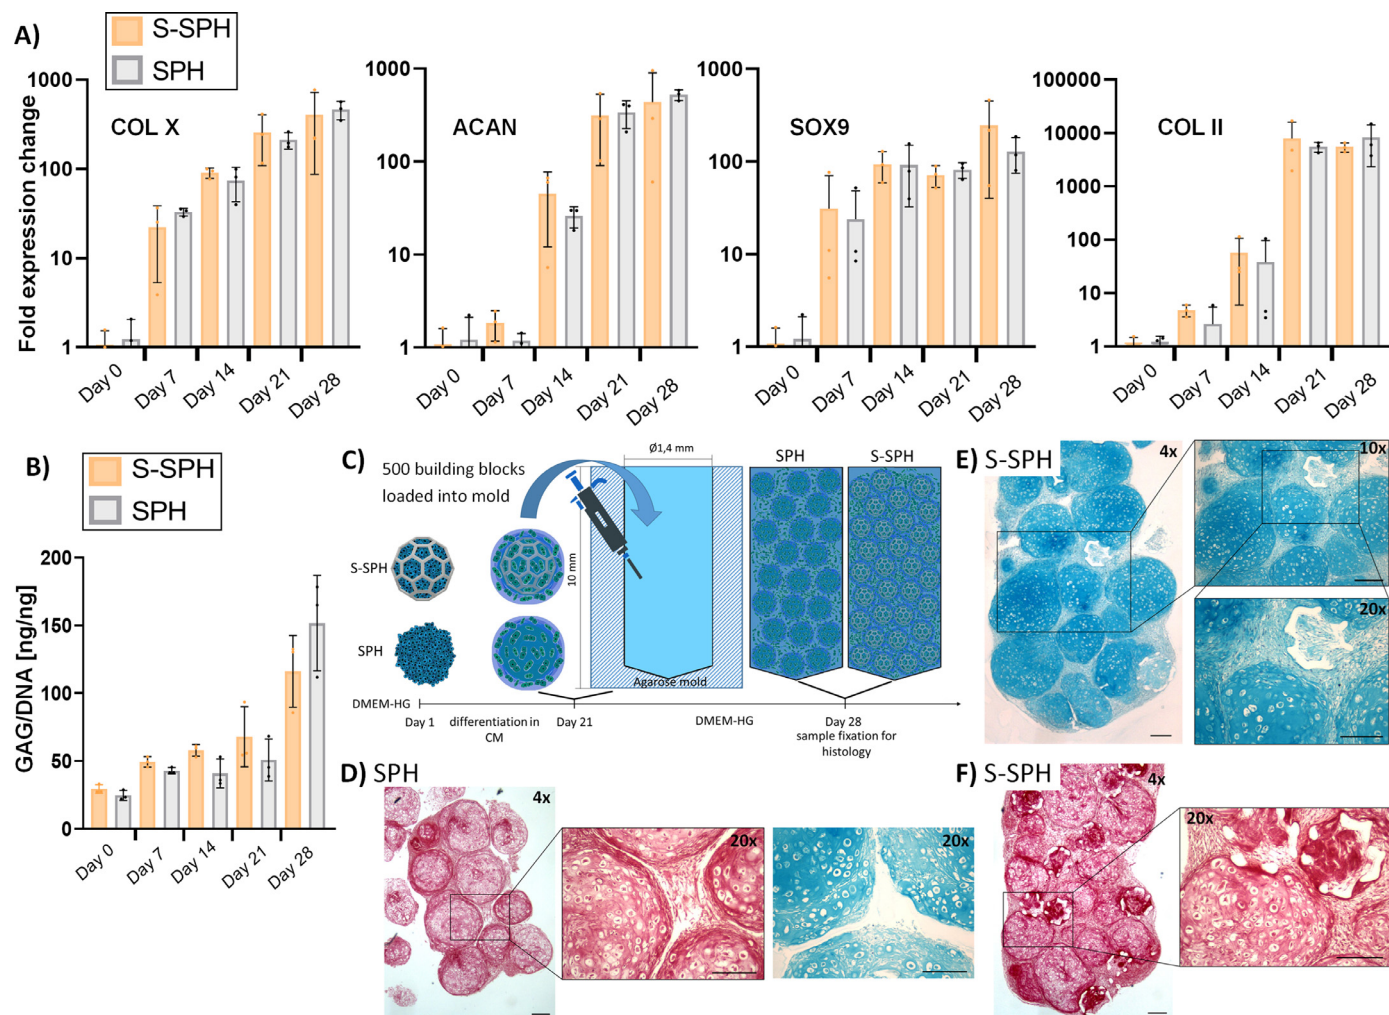 A)
S-SPH
SPH
Fold expression change
1000
100
10
1
COL X
Day 0
Day 7
Day 14
Day 21
Day 28
1000
100
10
1
ACAN
Day 0
Day 7
Day 14
Day 21
Day 28
1000
100
10
1
SOX9
Day 0
Day 7
Day 14
Day 21
Day 28
100000
10000
1000
100
10
1
COL II
Day 0
Day 7
Day 14
Day 21
Day 28
B)
S-SPH
SPH
GAG/DNA [ng/ng]
200
150
100
50
0
Day 0
Day 7
Day 14
Day 21
Day 28
C)
500 building blocks
loaded into mold
Ø1,4 mm
10 mm
S-SPH
SPH
Agarose mold
SPH
S-SPH
DMEM-HG
Day 1
differentiation in
CM
Day 21
DMEM-HG
Day 28
sample fixation for
histology
D) SPH
4x
20x
20x
E) S-SPH
4x
10x
20x
F) S-SPH
4x
20x